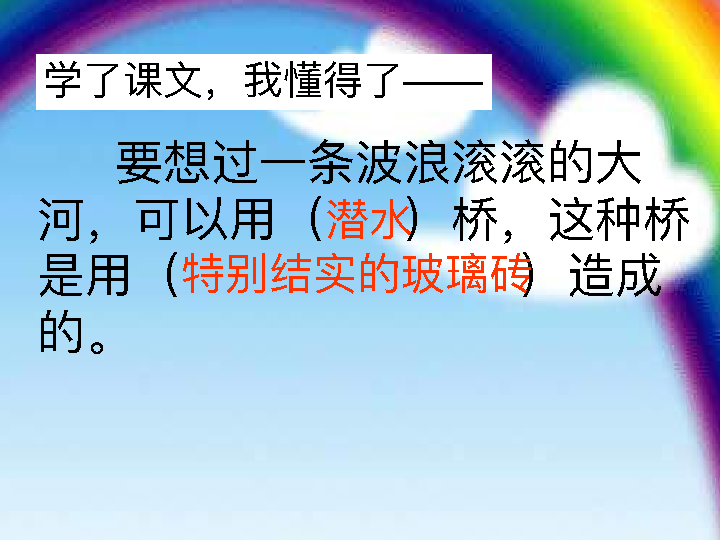 学了课文，我懂得了——
要想过一条波浪滚滚的大
河，可以用（潜水）桥，这种桥
是用（特别结实的玻璃砖）造成
的。